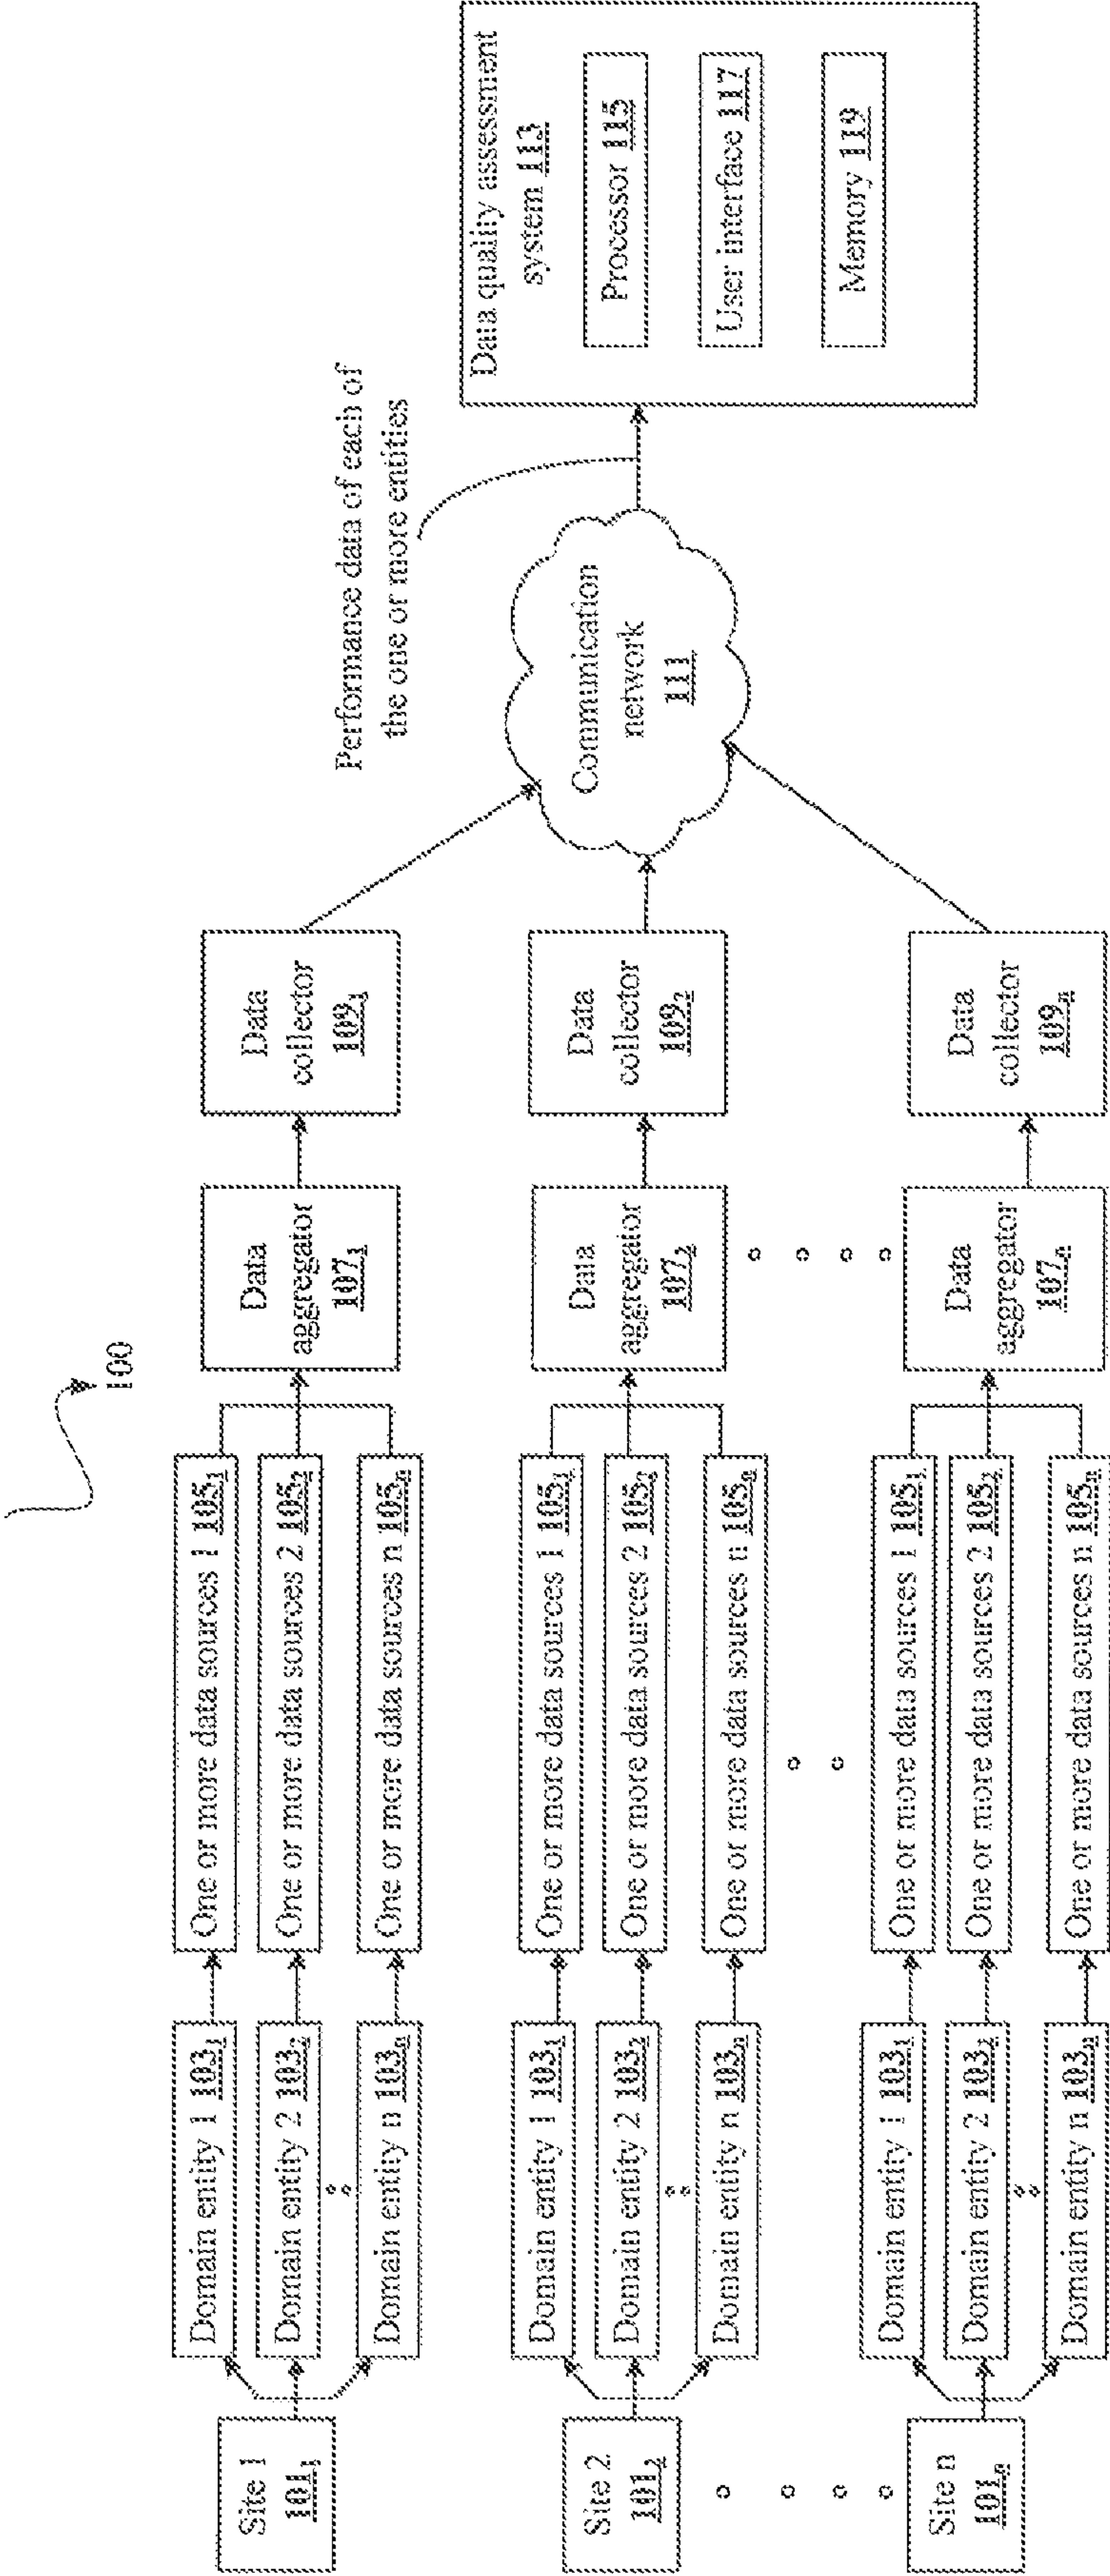 100
Site 1
101₁
Domain entity 1 103₁
Domain entity 2 103₂
Domain entity n 103ₙ
One or more data sources 1 105₁
One or more data sources 2 105₂
One or more data sources n 105ₙ
Data
aggregator
107₁
Data
collector
109₁
Site 2
101₂
Domain entity 1 103₁
Domain entity 2 103₂
Domain entity n 103ₙ
One or more data sources 1 105₁
One or more data sources 2 105₂
One or more data sources n 105ₙ
Data
aggregator
107₂
Data
collector
109₂
Site n
101ₙ
Domain entity 1 103₁
Domain entity 2 103₂
Domain entity n 103ₙ
One or more data sources 1 105₁
One or more data sources 2 105₂
One or more data sources n 105ₙ
Data
aggregator
107ₙ
Data
collector
109ₙ
Communication
network
111
Performance data of each of
the one or more entities
Data quality assessment
system 113
Processor 115
User interface 117
Memory 119